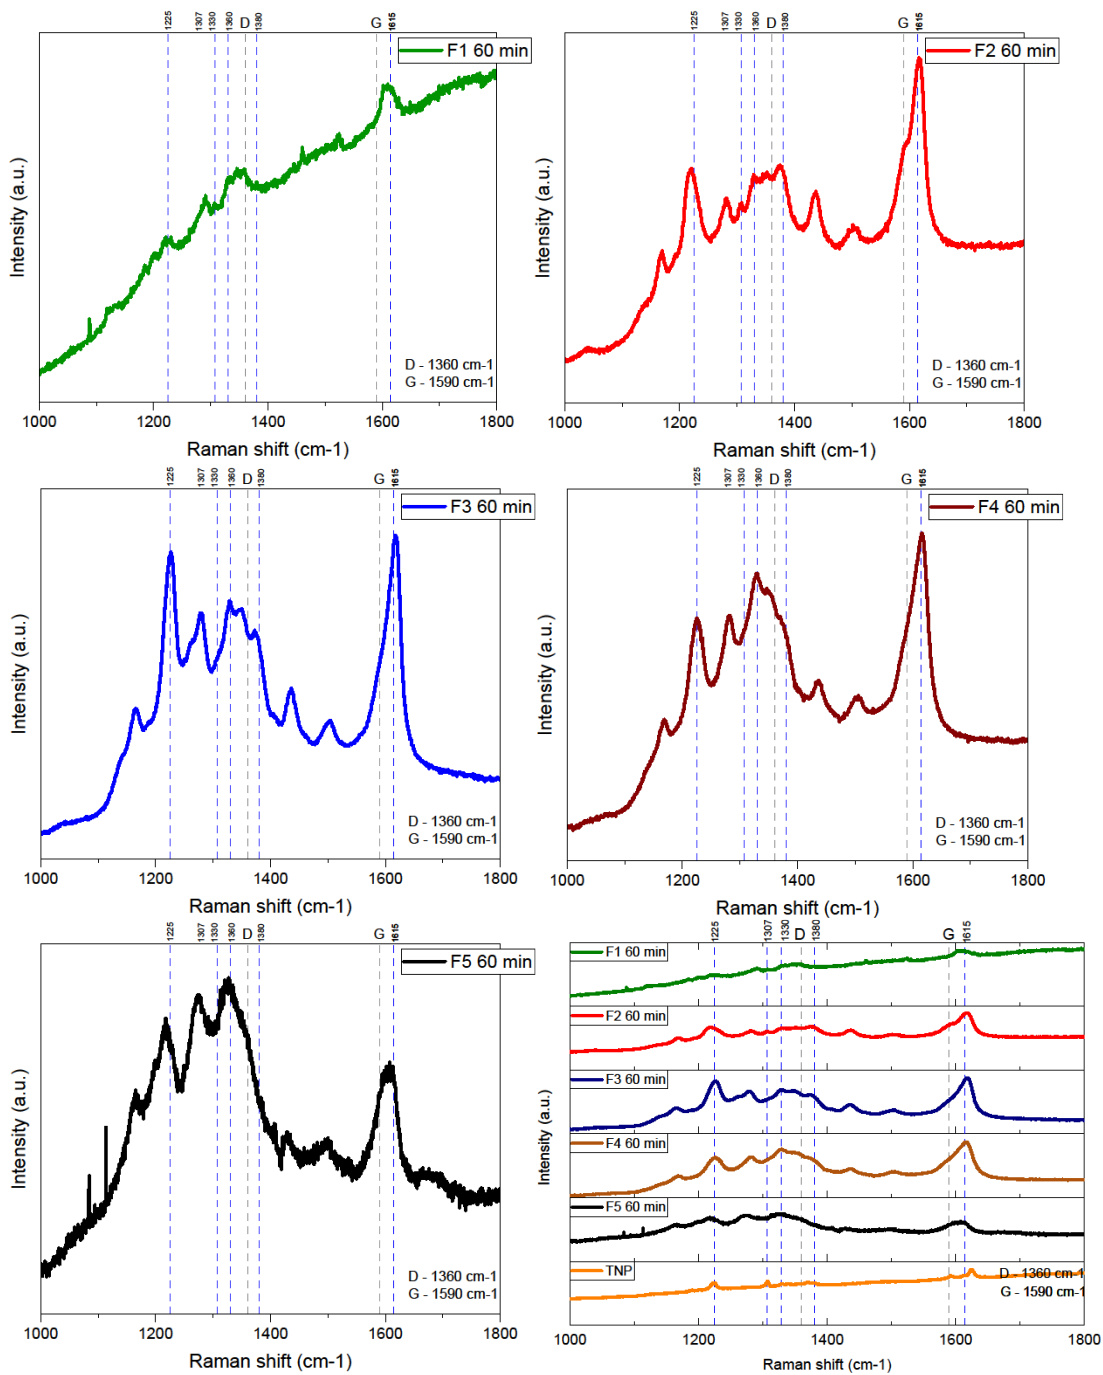 1225 1307 1330 1360 D 1380 G 1615
F1 60 min
Intensity (a.u.)
D - 1360 cm-1
G - 1590 cm-1
1000 1200 1400 1600 1800
Raman shift (cm-1)
1225 1307 1330 1360 D 1380 G 1615
F2 60 min
Intensity (a.u.)
D - 1360 cm-1
G - 1590 cm-1
1000 1200 1400 1600 1800
Raman shift (cm-1)
1225 1307 1330 1360 D 1380 G 1615
F3 60 min
Intensity (a.u.)
D - 1360 cm-1
G - 1590 cm-1
1000 1200 1400 1600 1800
Raman shift (cm-1)
1225 1307 1330 1360 D 1380 G 1615
F4 60 min
Intensity (a.u.)
D - 1360 cm-1
G - 1590 cm-1
1000 1200 1400 1600 1800
Raman shift (cm-1)
1225 1307 1330 1360 D 1380 G 1615
F5 60 min
Intensity (a.u.)
D - 1360 cm-1
G - 1590 cm-1
1000 1200 1400 1600 1800
Raman shift (cm-1)
1225 1307 1330 D 1380 G 1615
F1 60 min
F2 60 min
F3 60 min
F4 60 min
F5 60 min
TNP
Intensity (a.u.)
D - 1360 cm-1
G - 1590 cm-1
1000 1200 1400 1600 1800
Raman shift (cm-1)